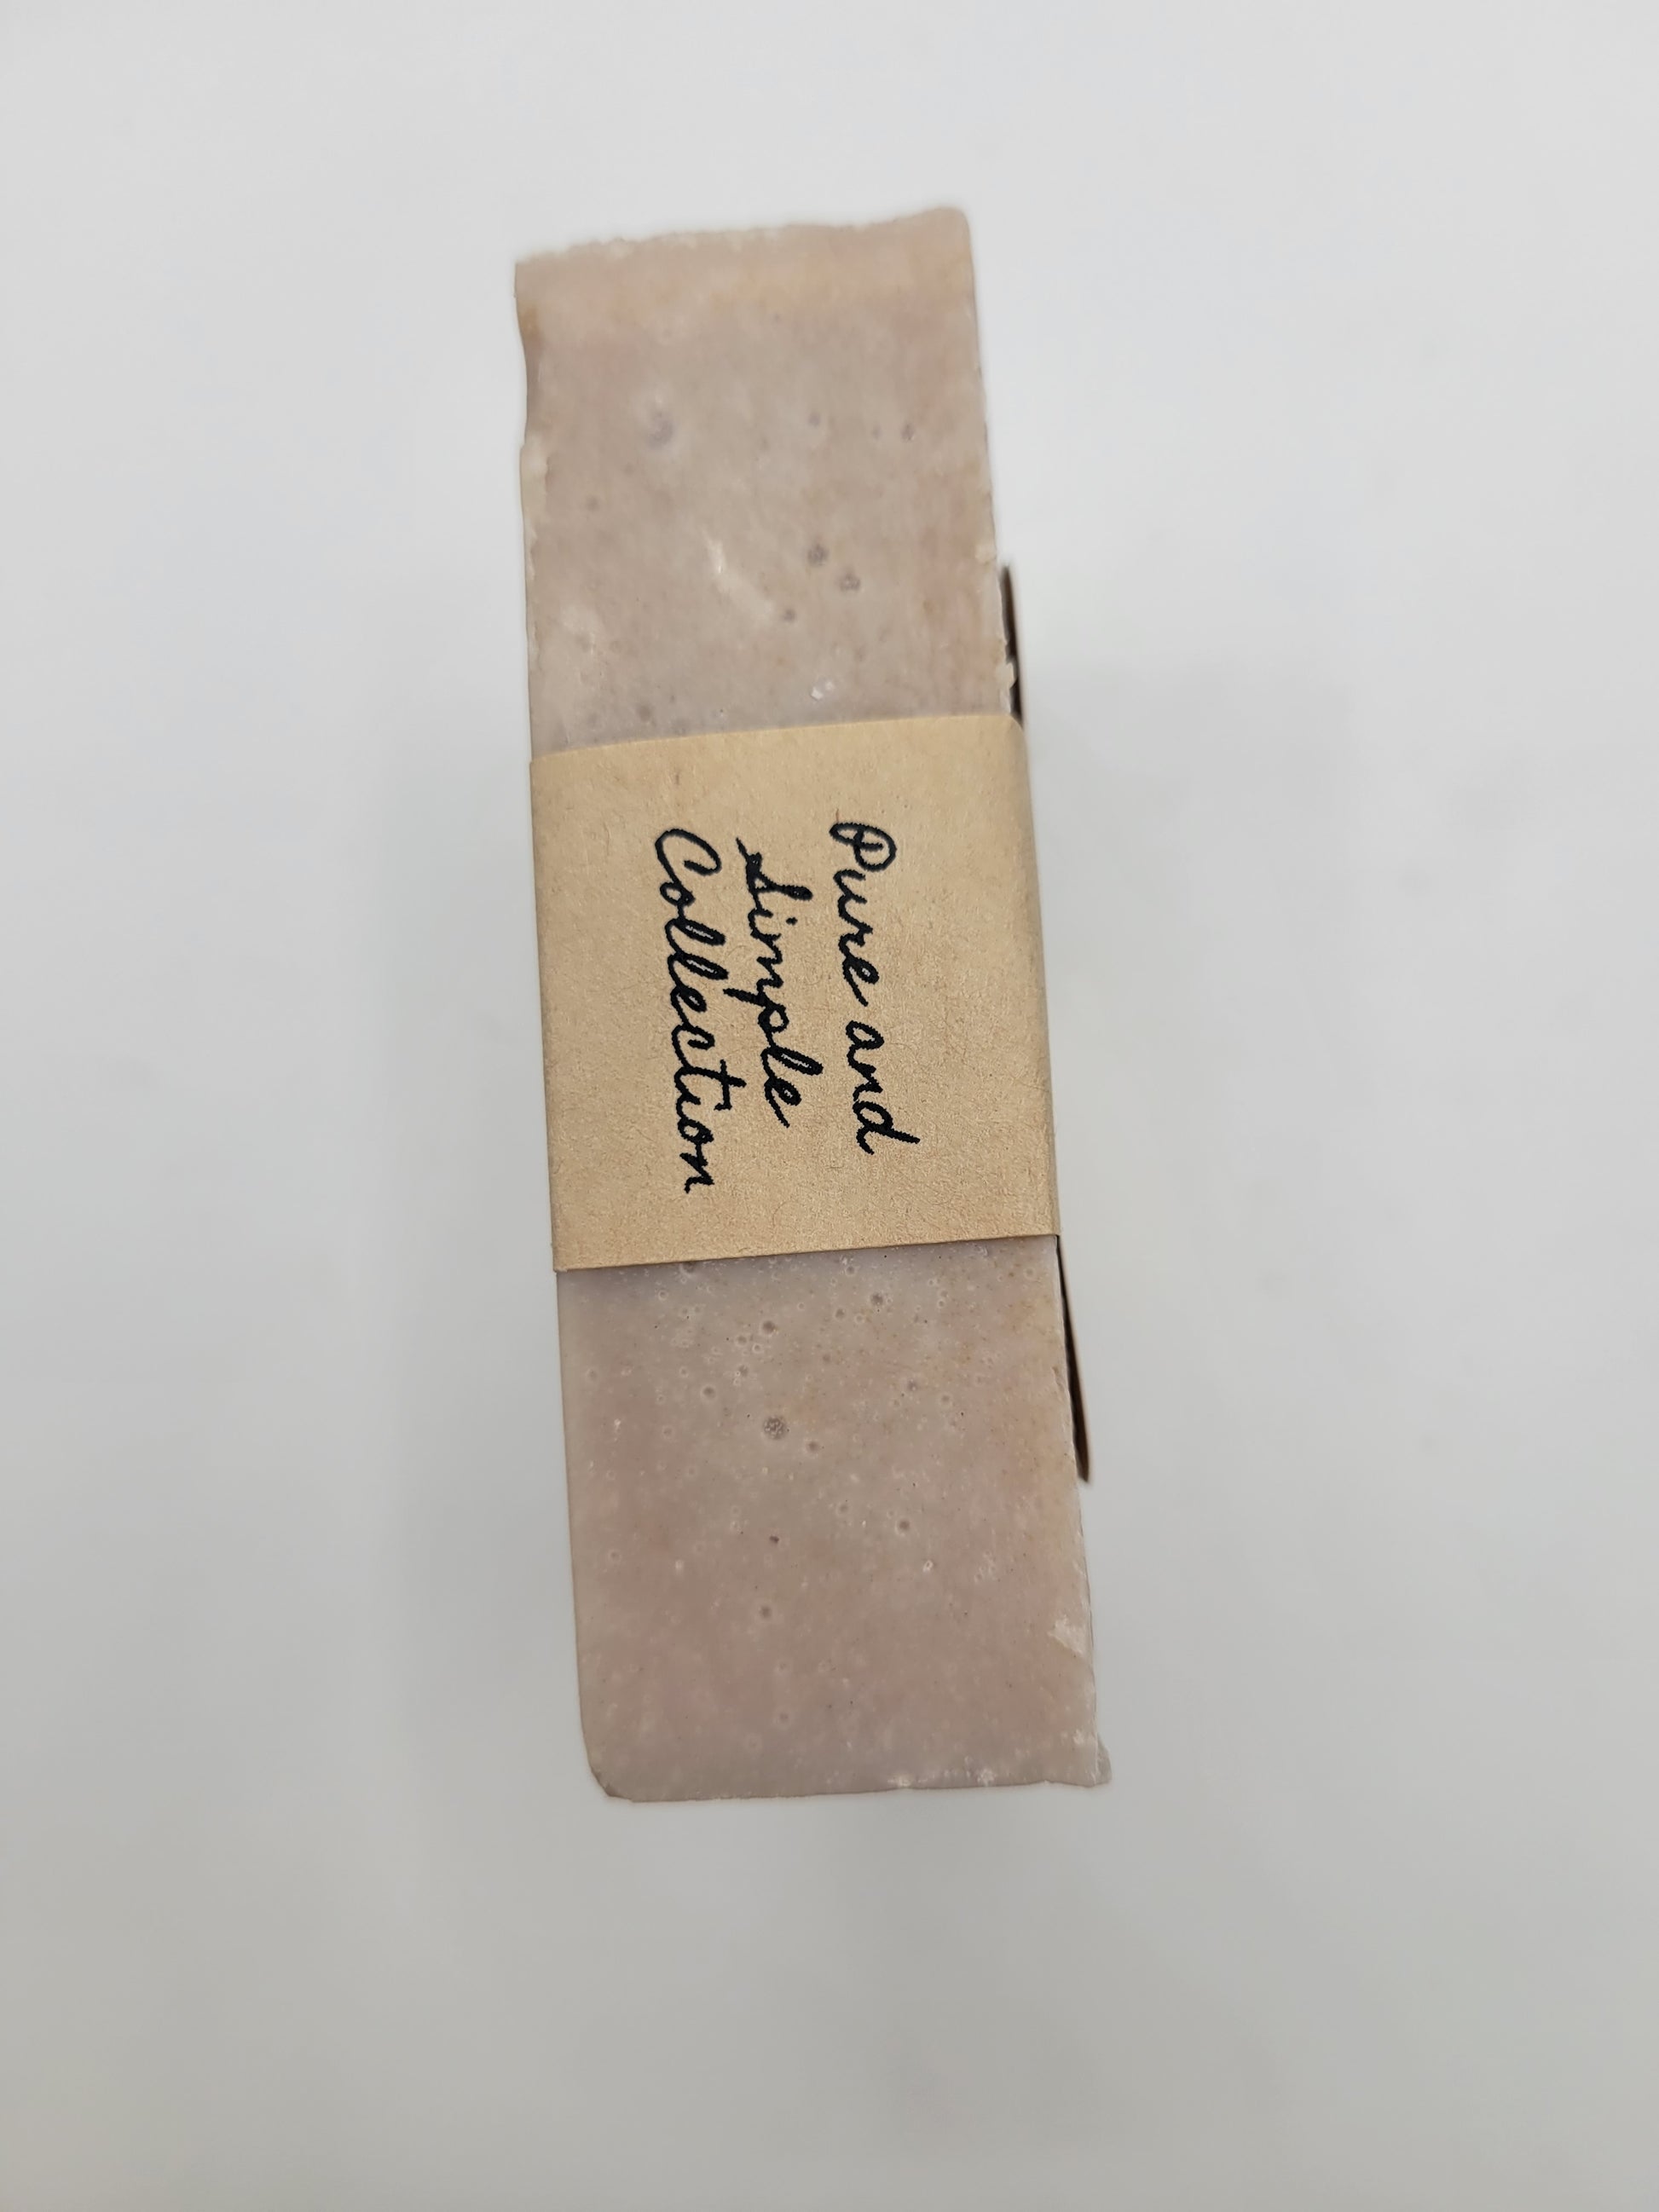 Pure and
Simple
Collection